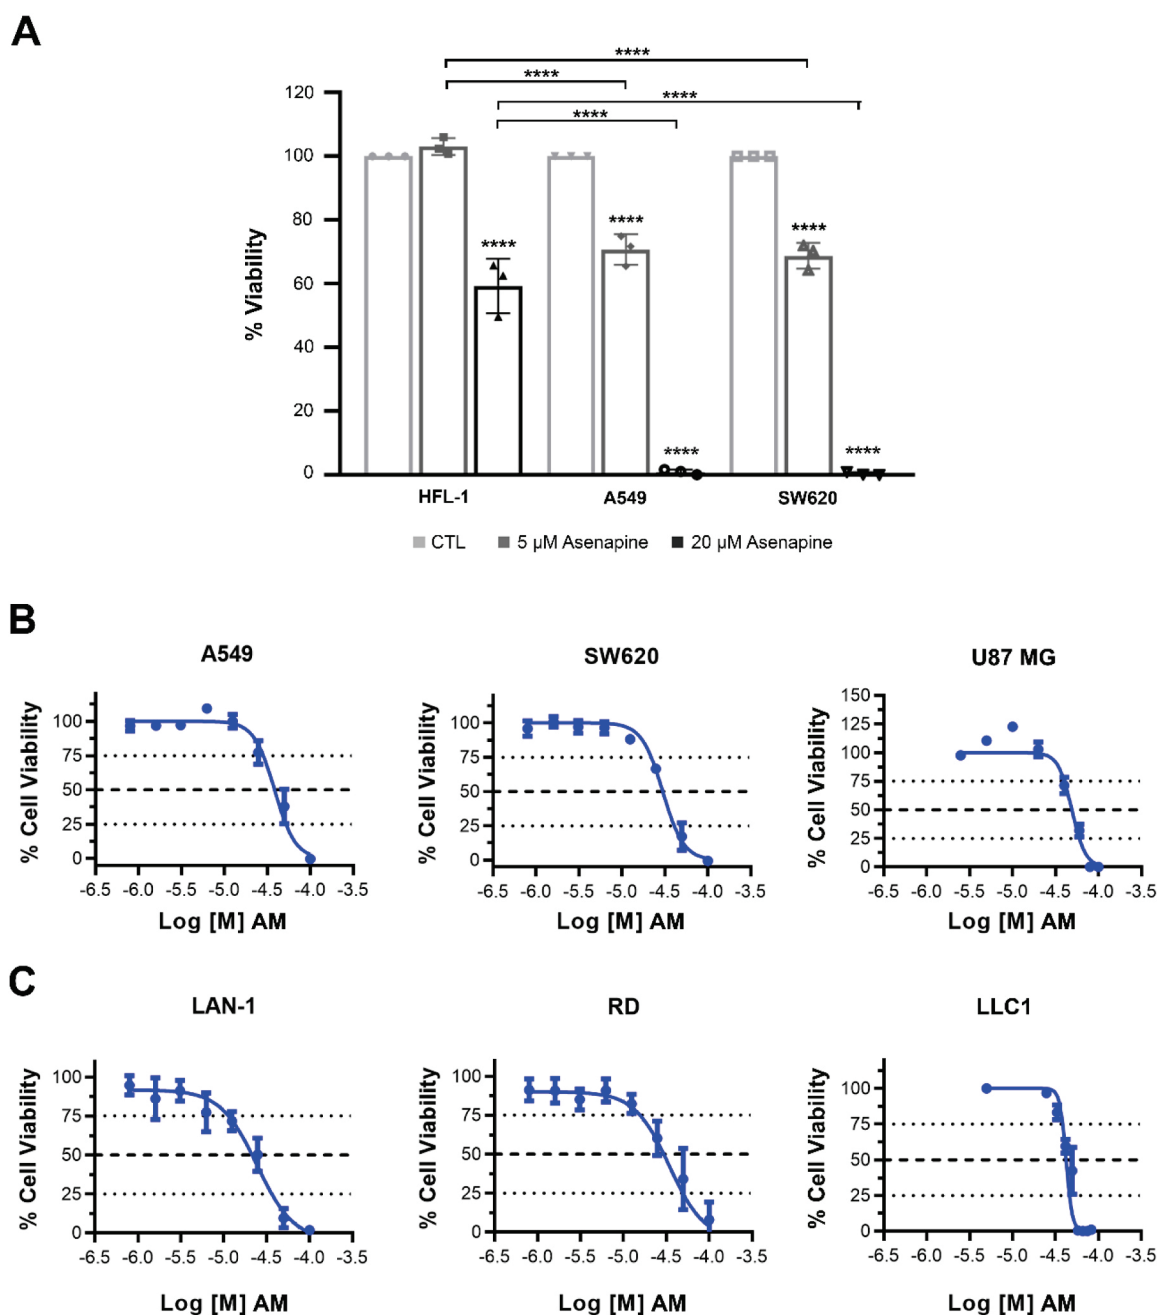 A
****
****
****
****
120
100
80
60
40
20
0
% Viability
****
****
****
****
****
HFL-1 A549 SW620
CTL 5 µM Asenapine 20 µM Asenapine
B
A549
% Cell Viability
100
75
50
25
0
-6.5 -6.0 -5.5 -5.0 -4.5 -4.0 -3.5
Log [M] AM
SW620
% Cell Viability
100
75
50
25
0
-6.5 -6.0 -5.5 -5.0 -4.5 -4.0 -3.5
Log [M] AM
U87 MG
% Cell Viability
150
125
100
75
50
25
0
-6.5 -6.0 -5.5 -5.0 -4.5 -4.0 -3.5
Log [M] AM
C
LAN-1
% Cell Viability
100
75
50
25
0
-6.5 -6.0 -5.5 -5.0 -4.5 -4.0 -3.5
Log [M] AM
RD
% Cell Viability
100
75
50
25
0
-6.5 -6.0 -5.5 -5.0 -4.5 -4.0 -3.5
Log [M] AM
LLC1
% Cell Viability
100
75
50
25
0
-6.5 -6.0 -5.5 -5.0 -4.5 -4.0 -3.5
Log [M] AM